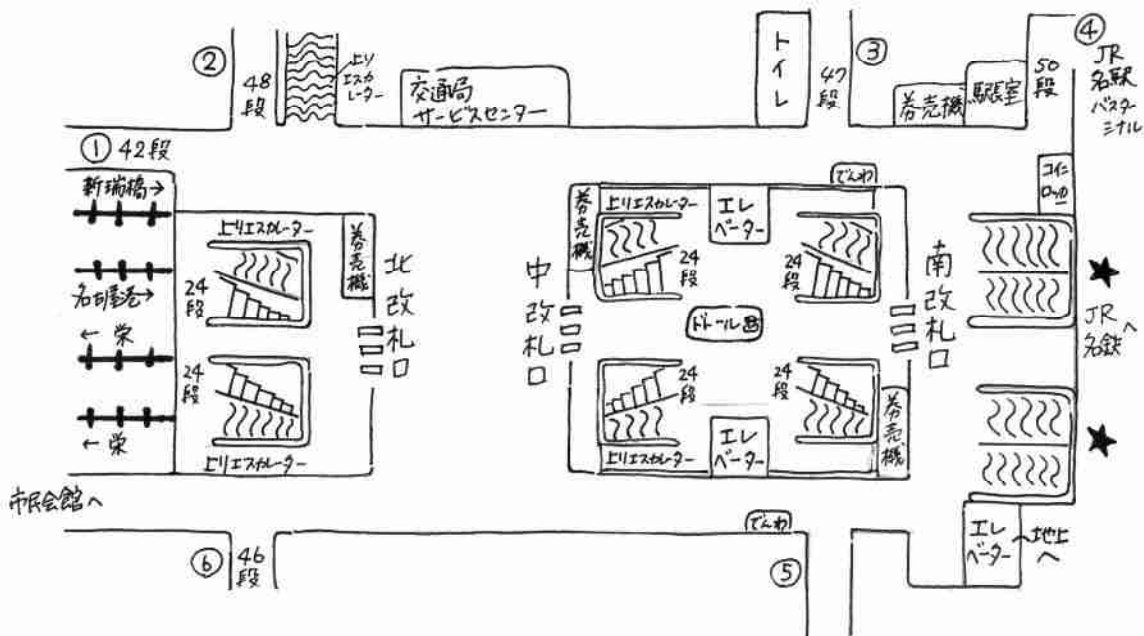 ②
48
段
上り
エスカ
レーター
交通局
サービスセンター
トイレ
③
47
段
券売機
駅長室
50
段
④
JR
名駅
バスター
ミナル
① 42段
新瑞橋→
名古屋港→
← 栄
← 栄
上りエスカレーター
24
段
24
段
上りエスカレーター
券売機
北改札口
中改札口
券売機
上りエスカレーター
24
段
エレ
ベーター
でんわ
24
段
ドトール
南改札口
24
段
24
段
上りエスカレーター
エレ
ベーター
券売機
コイン
ロッカー
★
JR
名鉄へ
★
市民会館へ
⑥
46
段
でんわ
⑤
エレ
ベーター
地上
へ